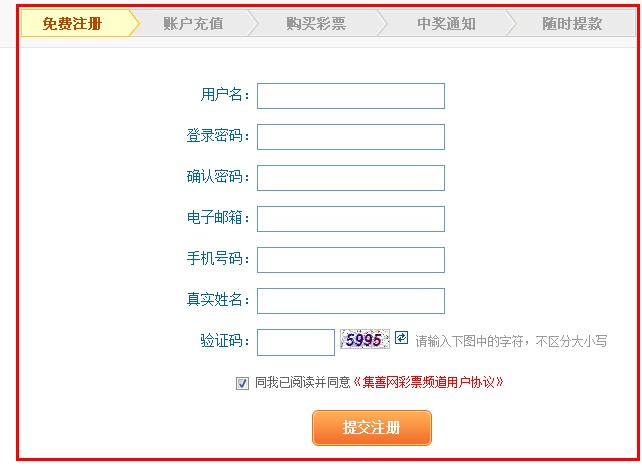 免费注册 账户充值 购买彩票 中奖通知 随时提款
用户名：
登录密码：
确认密码：
电子邮箱：
手机号码：
真实姓名：
验证码： 5995 请输入下图中的字符，不区分大小写
同我已阅读并同意《集善网彩票频道用户协议》
提交注册